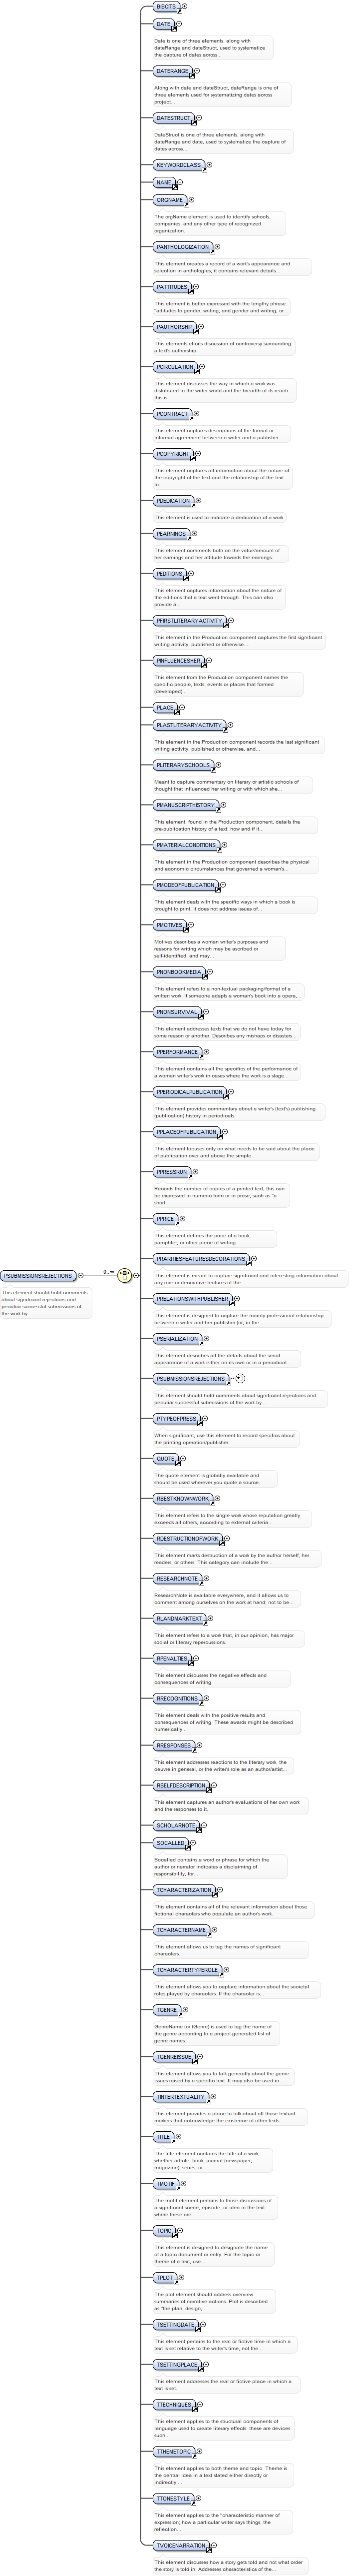 BIBCITS
DATE
Date is one of three elements, along with
dateRange and dateStruct, used to systematize
the capture of dates across...
DATERANGE
Along with date and dateStruct, dateRange is one of
three elements used for systematizing dates across
project...
DATESTRUCT
DateStruct is one of three elements, along with
dateRange and date, used to systematize the capture of
dates across...
KEYWORDCLASS
NAME
ORGNAME
The orgName element is used to identify schools,
companies, and any other type of recognized
organization.
PANTHOLOGIZATION
This element creates a record of a work's appearance and
selection in anthologies; it contains relevant details...
PATTITUDES
This element is better expressed with the lengthy phrase:
"attitudes to gender, writing, and gender and writing, or...
PAUTHORSHIP
This elements elicits discussion of controversy surrounding
a text's authorship.
PCIRCULATION
This element discusses the way in which a work was
distributed to the wider world and the breadth of its reach:
this is...
PCONTRACT
This element captures descriptions of the formal or
informal agreement between a writer and a publisher.
PCOPYRIGHT
This element captures all information about the nature of
the copyright of the text and the relationship of the text
to...
PDEDICATION
This element is used to indicate a dedication of a work.
PEARNINGS
This element comments both on the value/amount of
her earnings and her attitude towards the earnings.
PEDITIONS
This element captures information about the nature of
the editions that a text went through. This can also
provide a...
PFIRSTLITERARYACTIVITY
This element in the Production component captures the first significant
writing activity, published or otherwise....
PINFLUENCESHER
This element from the Production component names the
specific people, texts, events or places that formed
(developed)...
PLACE
PLASTLITERARYACTIVITY
This element in the Production component records the last significant
writing activity, published or otherwise, and...
PLITERARYSCHOOLS
Meant to capture commentary on literary or artistic schools of
thought that influenced her writing or with which she...
PMANUSCRIPTHISTORY
This element, found in the Production component, details the
pre-publication history of a text: how and if it...
PMATERIALCONDITIONS
This element in the Production component describes the physical
and economic circumstances that governed a woman's...
PMODEOFPUBLICATION
This element deals with the specific ways in which a book is
brought to print; it does not address issues of...
PMOTIVES
Motives describes a woman writer's purposes and
reasons for writing which may be ascribed or
self-identified, and may...
PNONBOOKMEDIA
This element refers to a non-textual packaging/format of a
written work. If someone adapts a woman's book into a opera,...
PNONSURVIVAL
This element addresses texts that we do not have today for
some reason or another. Describes any mishaps or disasters...
PPERFORMANCE
This element contains all the specifics of the performance of
a woman writer's work in cases where the work is a stage...
PPERIODICALPUBLICATION
This element provides commentary about a writer's (text's) publishing
(publication) history in periodicals.
PPLACEOFPUBLICATION
This element focuses only on what needs to be said about the place
of publication over and above the simple...
PPRESSRUN
Records the number of copies of a printed text; this can
be expressed in numeric form or in prose, such as "a
short...
PPRICE
This element defines the price of a book,
pamphlet, or other piece of writing.
PRARITIESFEATURESDECORATIONS
This element is meant to capture significant and interesting information about
any rare or decorative features of the...
PRELATIONSWITHPUBLISHER
This element is designed to capture the mainly professional relationship
between a writer and her publisher (or, in the...
PSERIALIZATION
This element describes all the details about the serial
appearance of a work either on its own or in a periodical...
PSUBMISSIONSREJECTIONS
0..∞
This element should hold comments
about significant rejections and
peculiar successful submissions of
the work by...
PSUBMISSIONSREJECTIONS
This element should hold comments about significant rejections and
peculiar successful submissions of the work by...
PTYPEOFPRESS
When significant, use this element to record specifics about
the printing operation/publisher.
QUOTE
The quote element is globally available and
should be used wherever you quote a source.
RBESTKNOWNWORK
This element refers to the single work whose reputation greatly
exceeds all others, according to external criteria...
RDESTRUCTIONOFWORK
This element marks destruction of a work by the author herself, her
readers, or others. This category can include the...
RESEARCHNOTE
ResearchNote is available everywhere, and it allows us to
comment among ourselves on the work at hand; not to be...
RLANDMARKTEXT
This element refers to a work that, in our opinion, has major
social or literary repercussions.
RPENALTIES
This element discusses the negative effects and
consequences of writing.
RRECOGNITIONS
This element deals with the positive results and
consequences of writing. These awards might be described
numerically...
RRESPONSES
This element addresses reactions to the literary work, the
oeuvre in general, or the writer's role as an author/artist...
RSELFDESCRIPTION
This element captures an author's evaluations of her own work
and the responses to it.
SCHOLARNOTE
SOCALLED
Socalled contains a word or phrase for which the
author or narrator indicates a disclaiming of
responsibility, for...
TCHARACTERIZATION
This element contains all of the relevant information about those
fictional characters who populate an author's work.
TCHARACTERNAME
This element allows us to tag the names of significant
characters.
TCHARACTERTYPEROLE
This element allows you to capture information about the societal
roles played by characters. If the character is...
TGENRE
GenreName (or tGenre) is used to tag the name of
the genre according to a project-generated list of
genre names.
TGENREISSUE
This element allows you to talk generally about the genre
issues raised by a specific text. It may also be used in...
TINTERTEXTUALITY
This element provides a place to talk about all those textual
markers that acknowledge the existence of other texts.
TITLE
The title element contains the title of a work,
whether article, book, journal (newspaper,
magazine), series, or...
TMOTIF
The motif element pertains to those discussions of
a significant scene, episode, or idea in the text
where these are...
TOPIC
This element is designed to designate the name
of a topic document or entry. For the topic or
theme of a text, use...
TPLOT
The plot element should address overview
summaries of narrative actions. Plot is described
as "the plan, design,...
TSETTINGDATE
This element pertains to the real or fictive time in which a
text is set relative to the writer's time, not the...
TSETTINGPLACE
This element addresses the real or fictive place in which a
text is set.
TTECHNIQUES
This element applies to the structural components of
language used to create literary effects: these are devices
such...
TTHEMETOPIC
This element applies to both theme and topic. Theme is
the central idea in a text stated either directly or
indirectly;...
TTONESTYLE
This element applies to the "characteristic manner of
expression; how a particular writer says things; the
reflection...
TVOICENARRATION
This element discusses how a story gets told and not what order
the story is told in. Addresses characteristics of the...